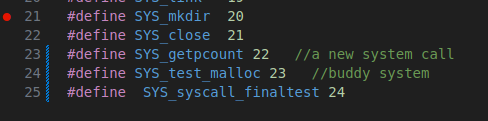 21 #define SYS_mkdir  20
22 #define SYS_close  21
23 #define SYS_getpcount 22   //a new system call
24 #define SYS_test_malloc 23   //buddy system
25 #define  SYS_syscall_finaltest 24